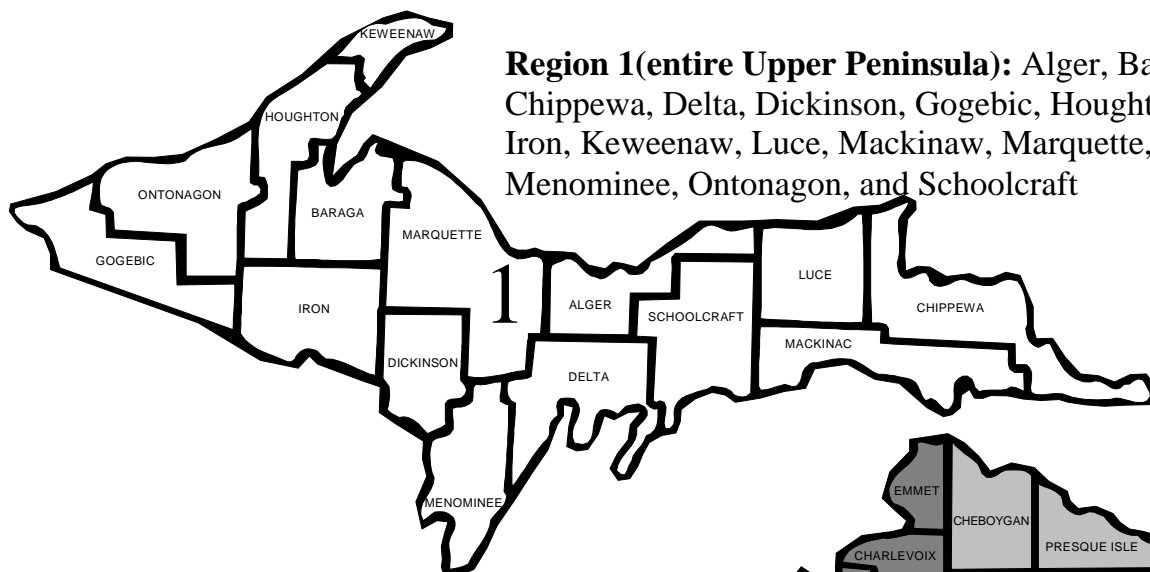 KEWEENAW
Region 1(entire Upper Peninsula): Alger, Ba
Chippewa, Delta, Dickinson, Gogebic, Hought
Iron, Keweenaw, Luce, Mackinaw, Marquette,
Menominee, Ontonagon, and Schoolcraft
HOUGHTON
ONTONAGON
BARAGA
MARQUETTE
GOGEBIC
1
LUCE
IRON
ALGER
SCHOOLCRAFT
CHIPPEWA
MACKINAC
DICKINSON
DELTA
MENOMINEE
EMMET
CHEBOYGAN
PRESQUE ISLE
CHARLEVOIX